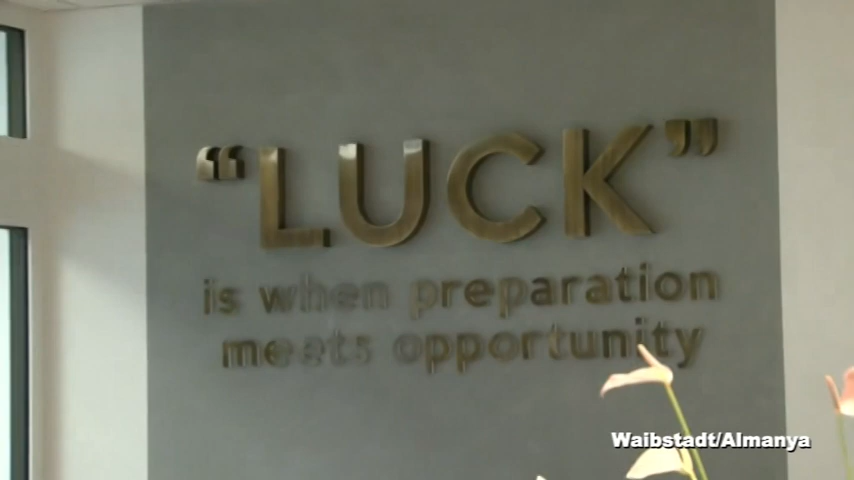 “LUCK”
is when preparation
meets opportunity
Waibstadt/Almanya